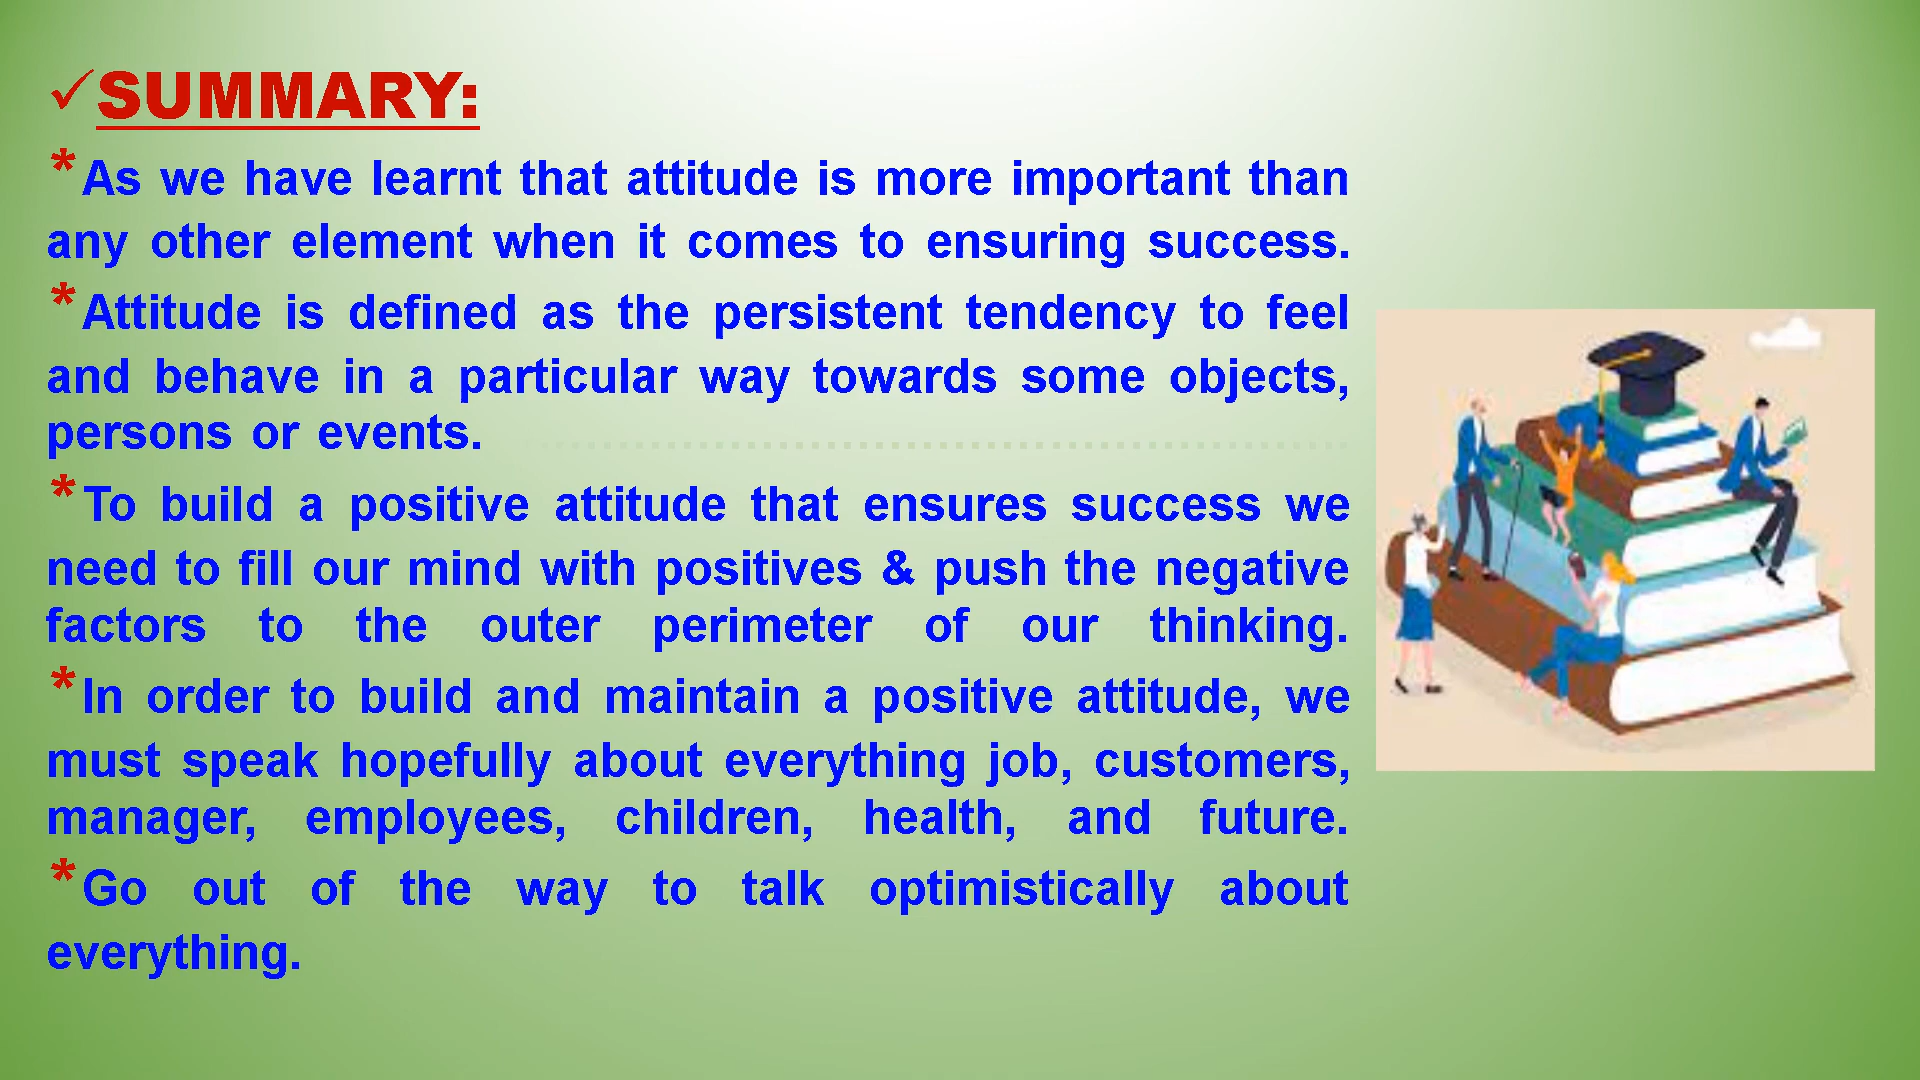 ✓SUMMARY:
*As we have learnt that attitude is more important than
any other element when it comes to ensuring success.
*Attitude is defined as the persistent tendency to feel
and behave in a particular way towards some objects,
persons or events.
*To build a positive attitude that ensures success we
need to fill our mind with positives & push the negative
factors to the outer perimeter of our thinking.
*In order to build and maintain a positive attitude, we
must speak hopefully about everything job, customers,
manager, employees, children, health, and future.
*Go out of the way to talk optimistically about
everything.